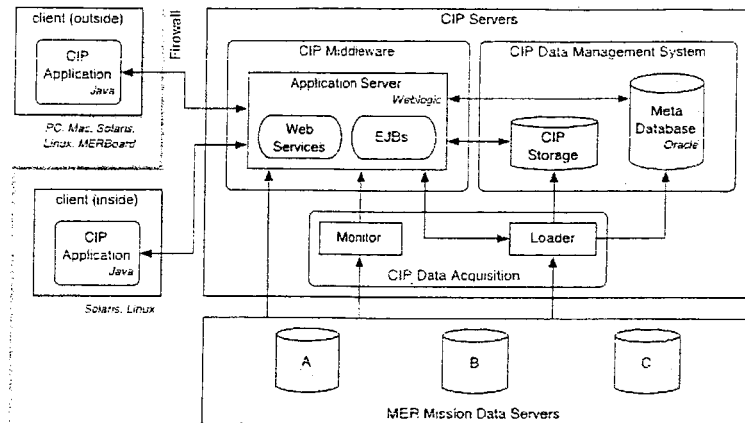 client (outside)
CIP
Application
Java
PC, Mac, Solaris,
Linux, MERBoard
Firewall
client (inside)
CIP
Application
Java
Solaris, Linux
CIP Servers
CIP Middleware
Application Server
Weblogic
Web
Services
EJBs
CIP Data Management System
CIP
Storage
Meta
Database
Oracle
Monitor
Loader
CIP Data Acquisition
A
B
C
MER Mission Data Servers